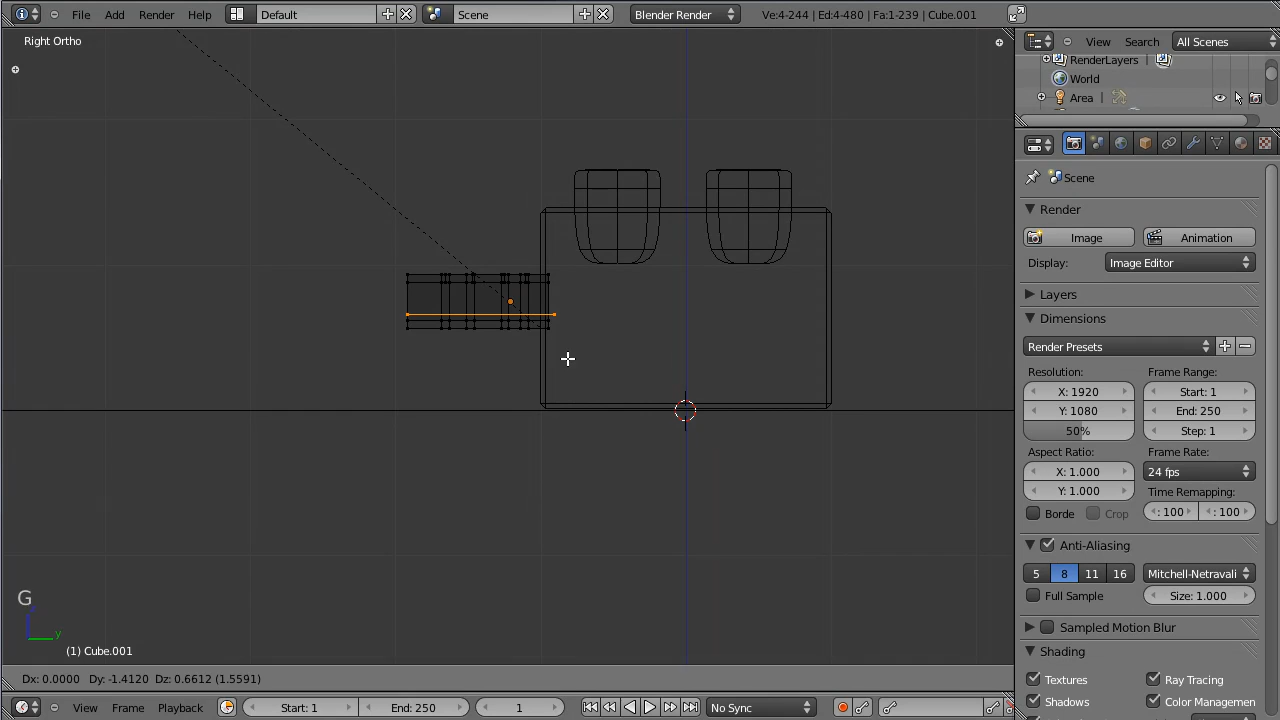 File Add Render Help Default Scene Blender Render Ve:4-244 | Ed:4-480 | Fa:1-239 | Cube.001
Right Ortho
View Search All Scenes
RenderLayers
World
Area
Scene
Render
Image Animation
Display: Image Editor
Layers
Dimensions
Render Presets
Resolution: Frame Range:
X: 1920 Start: 1
Y: 1080 End: 250
50% Step: 1
Aspect Ratio: Frame Rate:
X: 1.000 24 fps
Y: 1.000 Time Remapping:
Borde Crop : 100 : 100
Anti-Aliasing
5 8 11 16 Mitchell-Netravali
Full Sample Size: 1.000
Sampled Motion Blur
Shading
Textures Ray Tracing
Shadows Color Managemen
G
y
(1) Cube.001
Dx: 0.0000 Dy: -1.4120 Dz: 0.6612 (1.5591)
View Frame Playback Start: 1 End: 250 1 No Sync